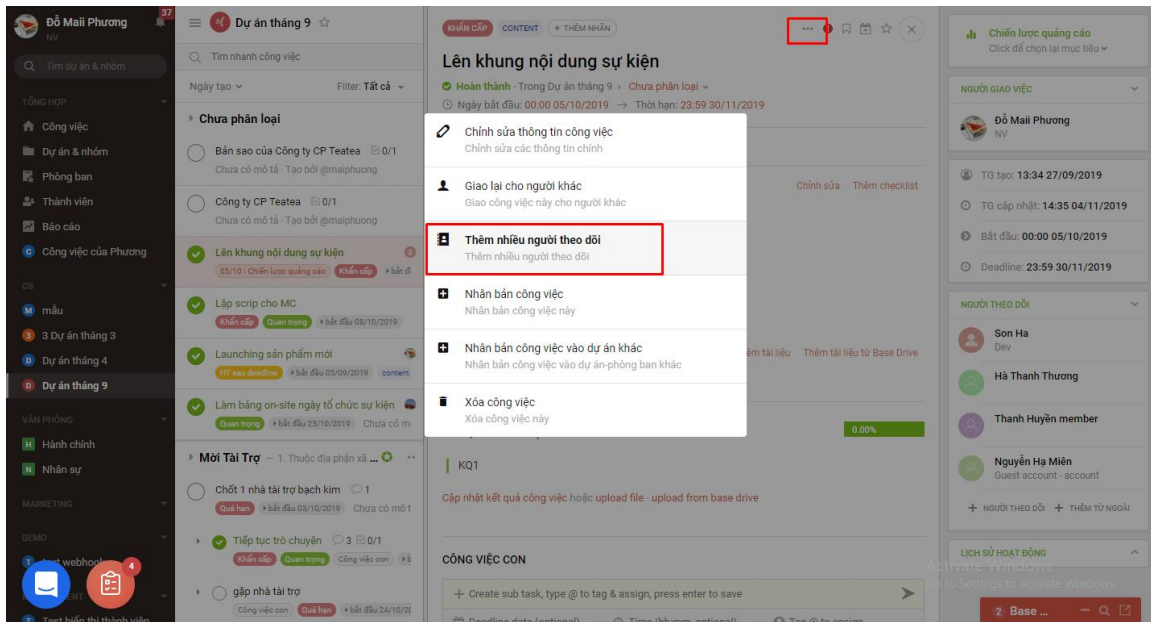 Đỗ Maii Phương
NV
37
Tìm dự án & nhóm
TỔNG HỢP
Công việc
Dự án & nhóm
Phòng ban
Thành viên
Báo cáo
C Công việc của Phương
CS
M mẫu
3 3 Dự án tháng 3
D Dự án tháng 4
D Dự án tháng 9
VĂN PHÒNG
H Hành chính
N Nhân sự
MARKETING
DEMO
T webhook
4
T Test hiển thị thành viên
Dự án tháng 9
Tìm nhanh công việc
Ngày tạo
Filter: Tất cả
Chưa phân loại
Bản sao của Công ty CP Teatea 0/1
Chưa có mô tả · Tạo bởi @maiphuong
Công ty CP Teatea 0/1
Chưa có mô tả · Tạo bởi @maiphuong
Lên khung nội dung sự kiện
05/10 - Chiến lược quảng cáo Khẩn cấp bắt đ
Lập scrip cho MC
Khẩn cấp Quan trọng bắt đầu 08/10/2019
Launching sản phẩm mới
HT sau deadline bắt đầu 05/09/2019 content
Làm bảng on-site ngày tổ chức sự kiện
Quan trọng bắt đầu 23/10/2019 Chưa có m
Mời Tài Trợ – 1. Thuộc địa phận xã ...
Chốt 1 nhà tài trợ bạch kim 1
Quá hạn bắt đầu 03/10/2019 Chưa có mô t
Tiếp tục trò chuyện 3 0/1
Khẩn cấp Quan trọng Công việc con b
gặp nhà tài trợ
Công việc con Quá hạn bắt đầu 24/10/20
KHẨN CẤP CONTENT + THÊM NHÃN
Lên khung nội dung sự kiện
Hoàn thành · Trong Dự án tháng 9 › Chưa phân loại
Ngày bắt đầu: 00:00 05/10/2019 → Thời hạn: 23:59 30/11/2019
Chỉnh sửa thông tin công việc
Chỉnh sửa các thông tin chính
Giao lại cho người khác
Giao công việc này cho người khác
Chỉnh sửa Thêm checklist
Thêm nhiều người theo dõi
Thêm nhiều người theo dõi
Nhân bản công việc
Nhân bản công việc này
Nhân bản công việc vào dự án khác
Nhân bản công việc vào dự án-phòng ban khác
êm tài liệu Thêm tài liệu từ Base Drive
Xóa công việc
Xóa công việc này
0.00%
KQ1
Cập nhật kết quả công việc hoặc upload file · upload from base drive
CÔNG VIỆC CON
+ Create sub task, type @ to tag & assign, press enter to save
Deadline date (optional) Time (hh:mm, optional) Tag @ to assign
Chiến lược quảng cáo
Click để chọn lại mục tiêu
NGƯỜI GIAO VIỆC
Đỗ Maii Phương
NV
TG tạo: 13:34 27/09/2019
TG cập nhật: 14:35 04/11/2019
Bắt đầu: 00:00 05/10/2019
Deadline: 23:59 30/11/2019
NGƯỜI THEO DÕI
Son Ha
Dev
Hà Thanh Thương
Thanh Huyền member
Nguyễn Hạ Miên
Guest account - account
+ NGƯỜI THEO DÕI + THÊM TỪ NGOÀI
LỊCH SỬ HOẠT ĐỘNG
Activate Windows
Go to Settings to activate Windows.
2 Base ...